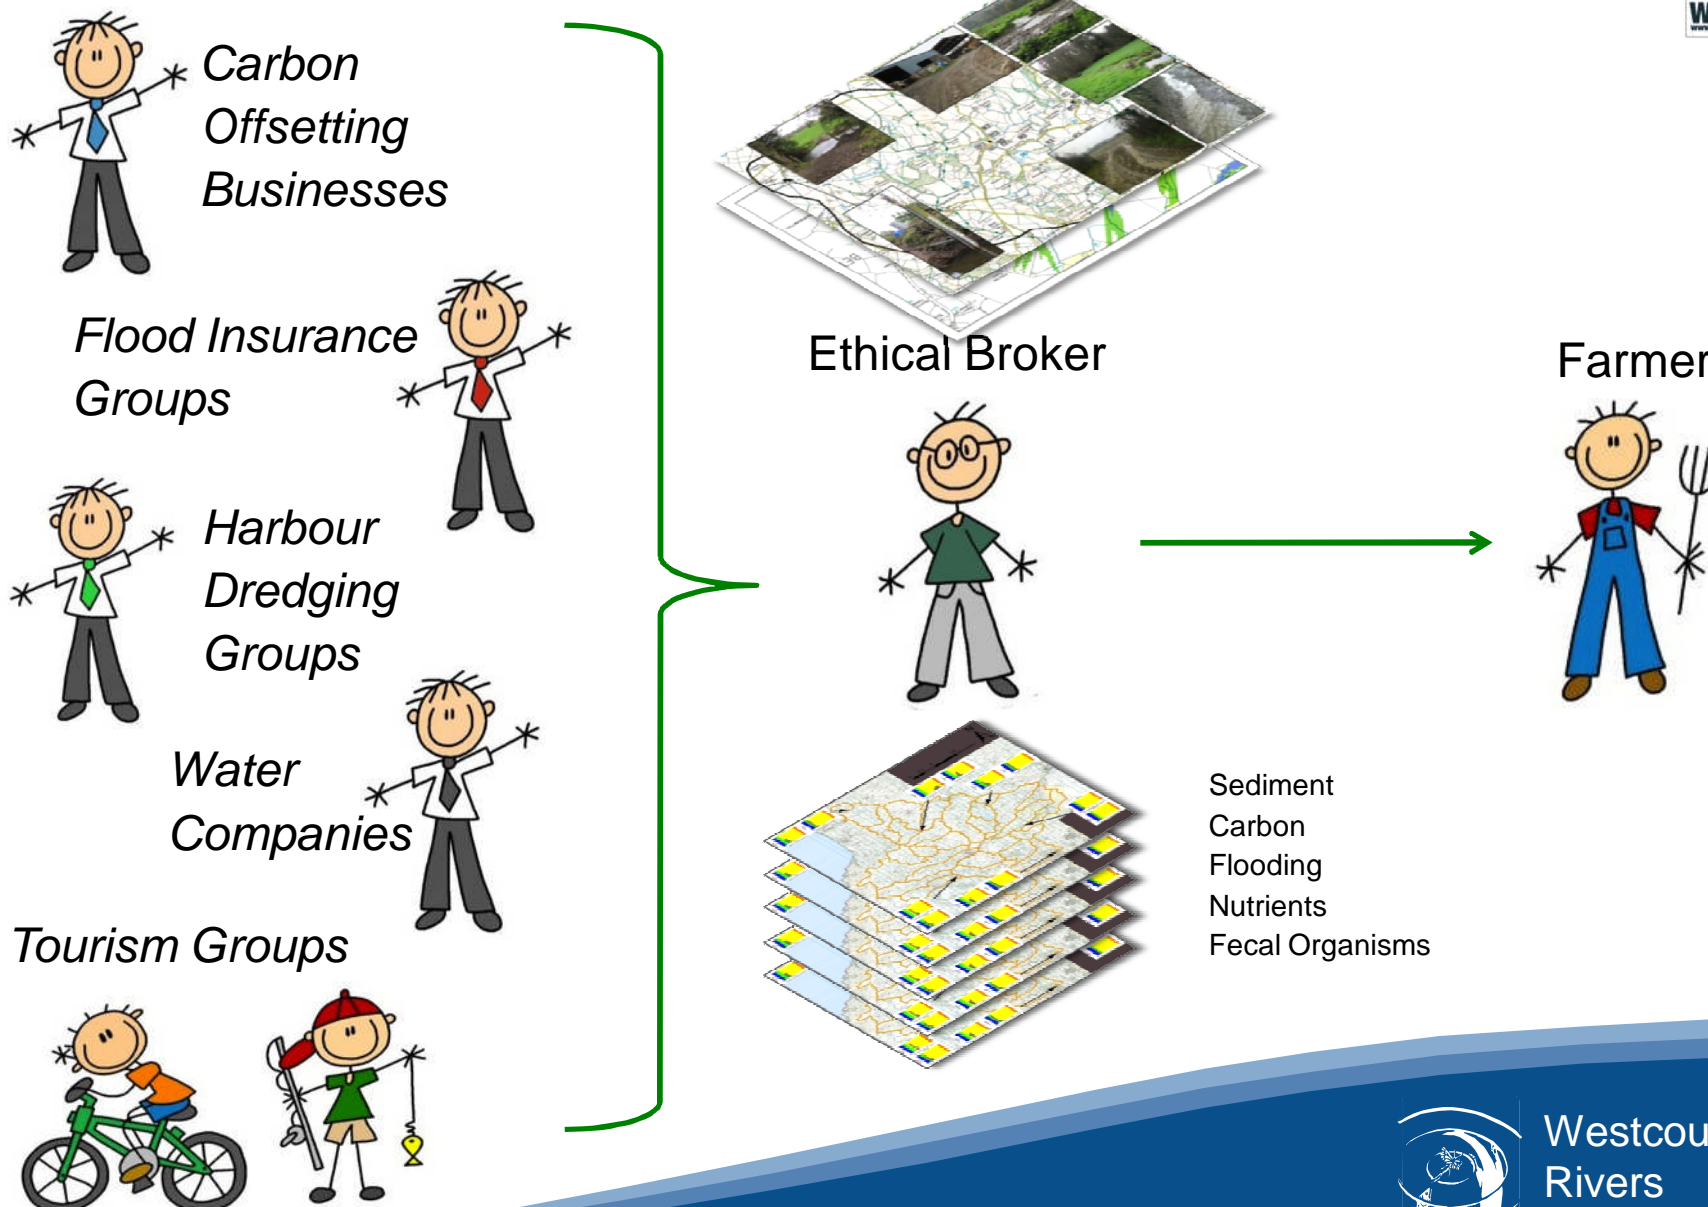 Carbon
Offsetting
Businesses
Flood Insurance
Groups
Harbour
Dredging
Groups
Water
Companies
Tourism Groups
Ethical Broker
Farmer
Sediment
Carbon
Flooding
Nutrients
Fecal Organisms
Westcou
Rivers